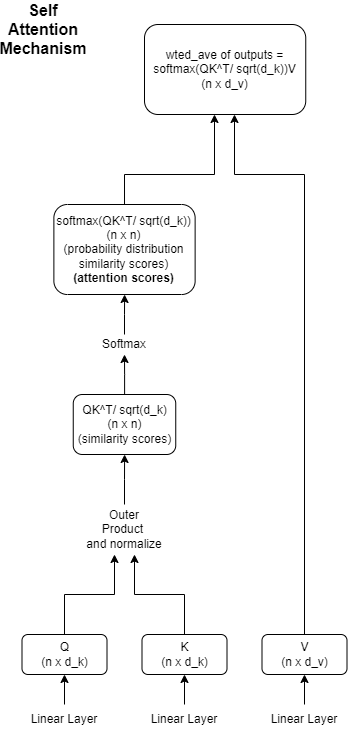 Self
Attention
Mechanism
wted_ave of outputs =
softmax(QK^T/ sqrt(d_k))V
(n x d_v)
softmax(QK^T/ sqrt(d_k))
(n x n)
(probability distribution
similarity scores)
(attention scores)
Softmax
QK^T/ sqrt(d_k)
(n x n)
(similarity scores)
Outer
Product
and normalize
Q
(n x d_k)
K
(n x d_k)
V
(n x d_v)
Linear Layer
Linear Layer
Linear Layer